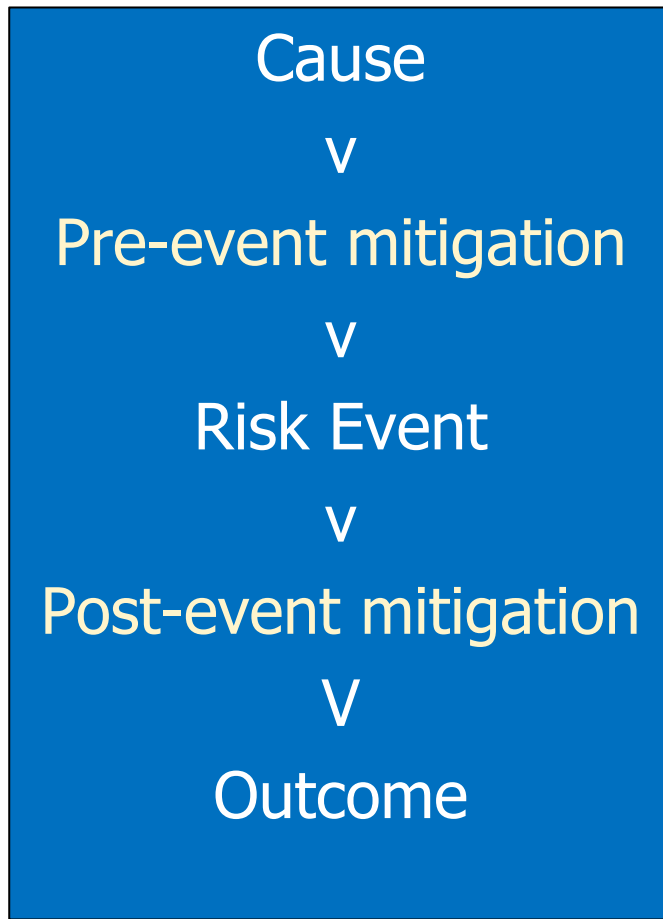 Cause
v
Pre-event mitigation
v
Risk Event
v
Post-event mitigation
V
Outcome